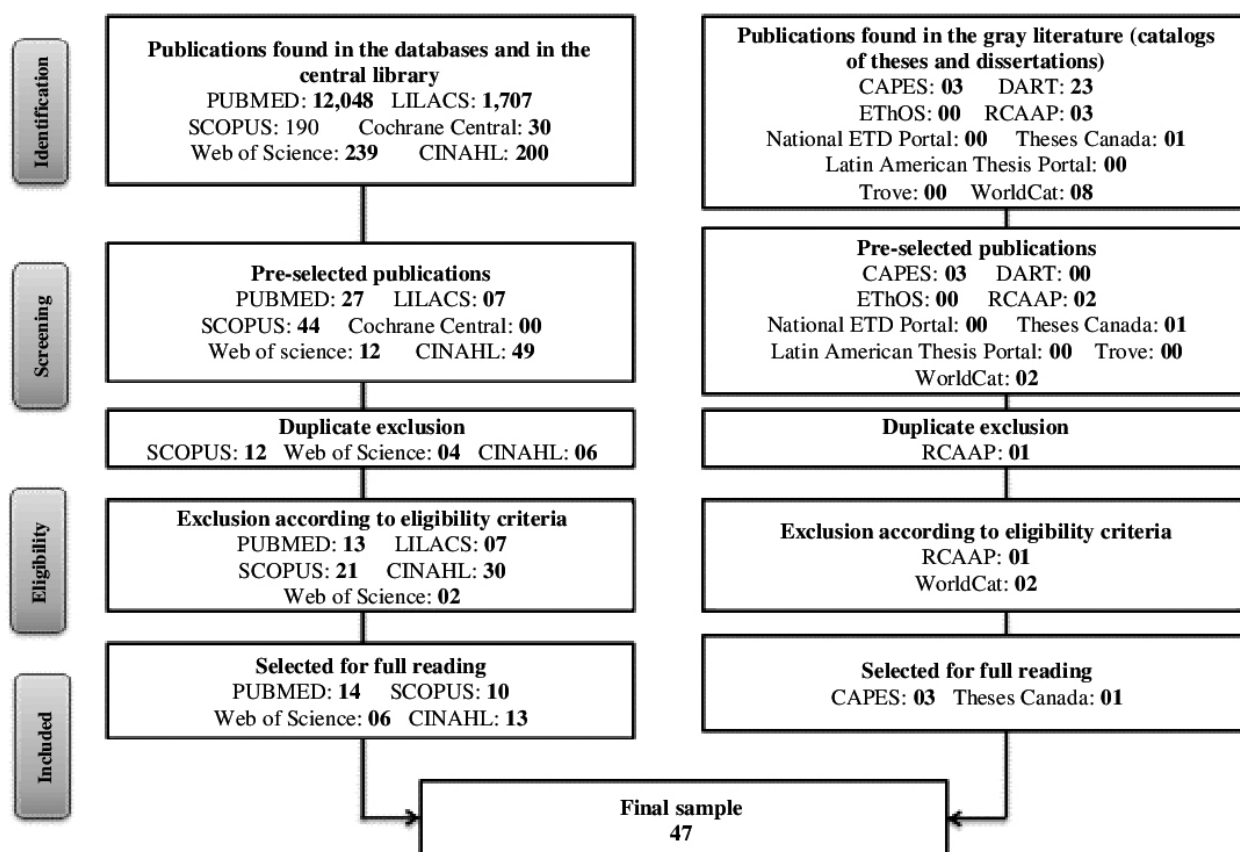 Identification
Publications found in the databases and in the
central library
PUBMED: 12,048 LILACS: 1,707
SCOPUS: 190 Cochrane Central: 30
Web of Science: 239 CINAHL: 200
Publications found in the gray literature (catalogs
of theses and dissertations)
CAPES: 03 DART: 23
EThOS: 00 RCAAP: 03
National ETD Portal: 00 Theses Canada: 01
Latin American Thesis Portal: 00
Trove: 00 WorldCat: 08
Screening
Pre-selected publications
PUBMED: 27 LILACS: 07
SCOPUS: 44 Cochrane Central: 00
Web of science: 12 CINAHL: 49
Pre-selected publications
CAPES: 03 DART: 00
EThOS: 00 RCAAP: 02
National ETD Portal: 00 Theses Canada: 01
Latin American Thesis Portal: 00 Trove: 00
WorldCat: 02
Duplicate exclusion
SCOPUS: 12 Web of Science: 04 CINAHL: 06
Duplicate exclusion
RCAAP: 01
Eligibility
Exclusion according to eligibility criteria
PUBMED: 13 LILACS: 07
SCOPUS: 21 CINAHL: 30
Web of Science: 02
Exclusion according to eligibility criteria
RCAAP: 01
WorldCat: 02
Included
Selected for full reading
PUBMED: 14 SCOPUS: 10
Web of Science: 06 CINAHL: 13
Selected for full reading
CAPES: 03 Theses Canada: 01
Final sample
47